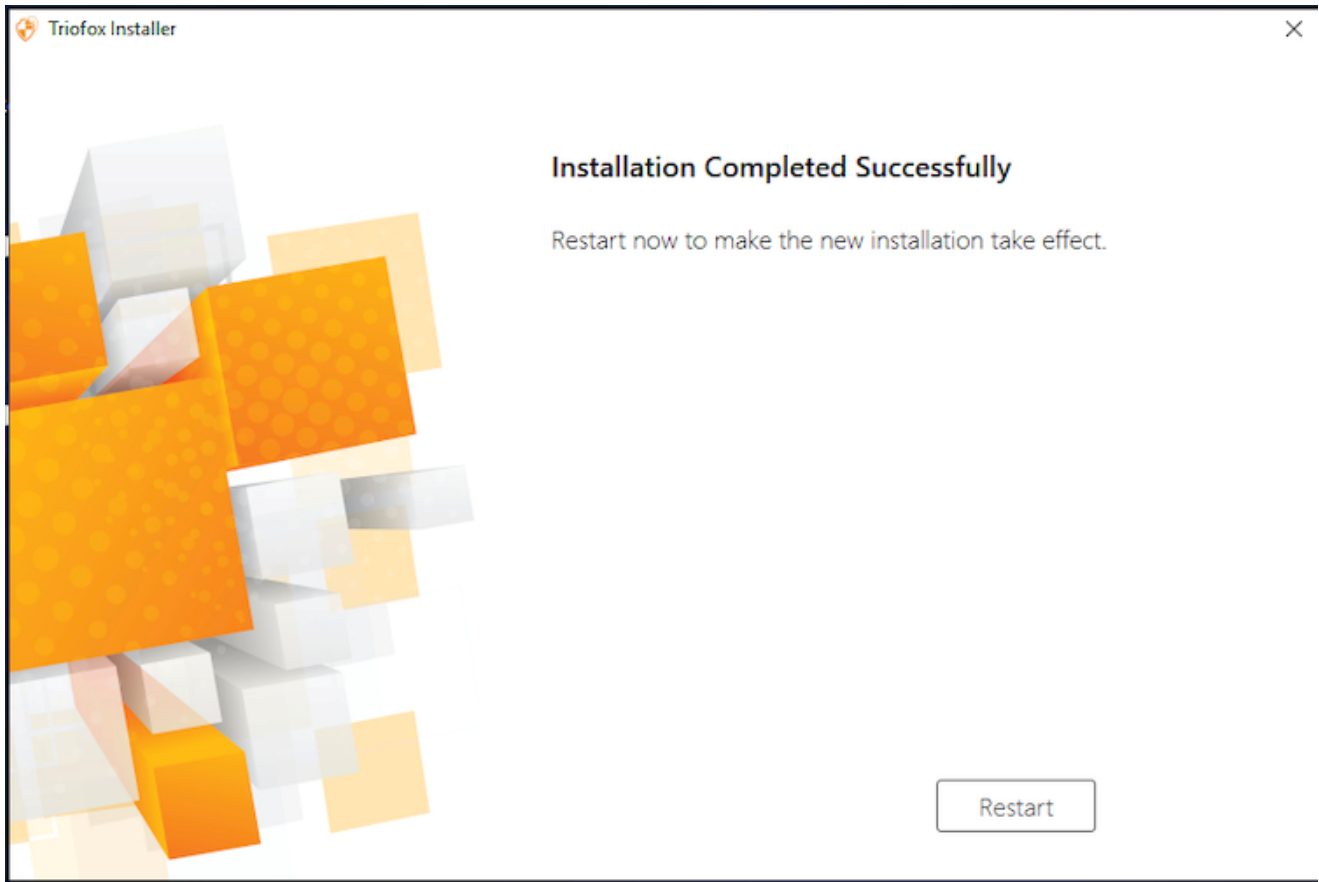 Triofox Installer
Installation Completed Successfully
Restart now to make the new installation take effect.
Restart